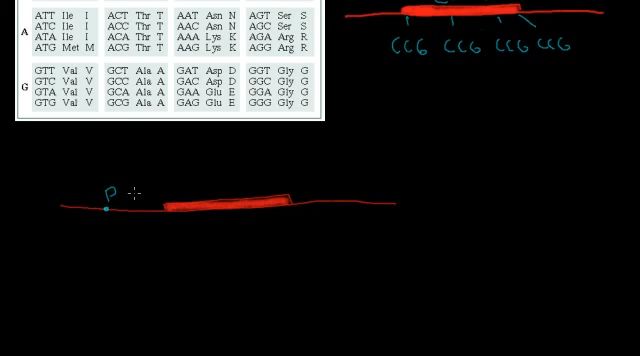 A
ATT Ile I ACT Thr T AAT Asn N AGT Ser S
ATC Ile I ACC Thr T AAC Asn N AGC Ser S
ATA Ile I ACA Thr T AAA Lys K AGA Arg R
ATG Met M ACG Thr T AAG Lys K AGG Arg R
G
GTT Val V GCT Ala A GAT Asp D GGT Gly G
GTC Val V GCC Ala A GAC Asp D GGC Gly G
GTA Val V GCA Ala A GAA Glu E GGA Gly G
GTG Val V GCG Ala A GAG Glu E GGG Gly G
CCG CCG CCG CCG
P